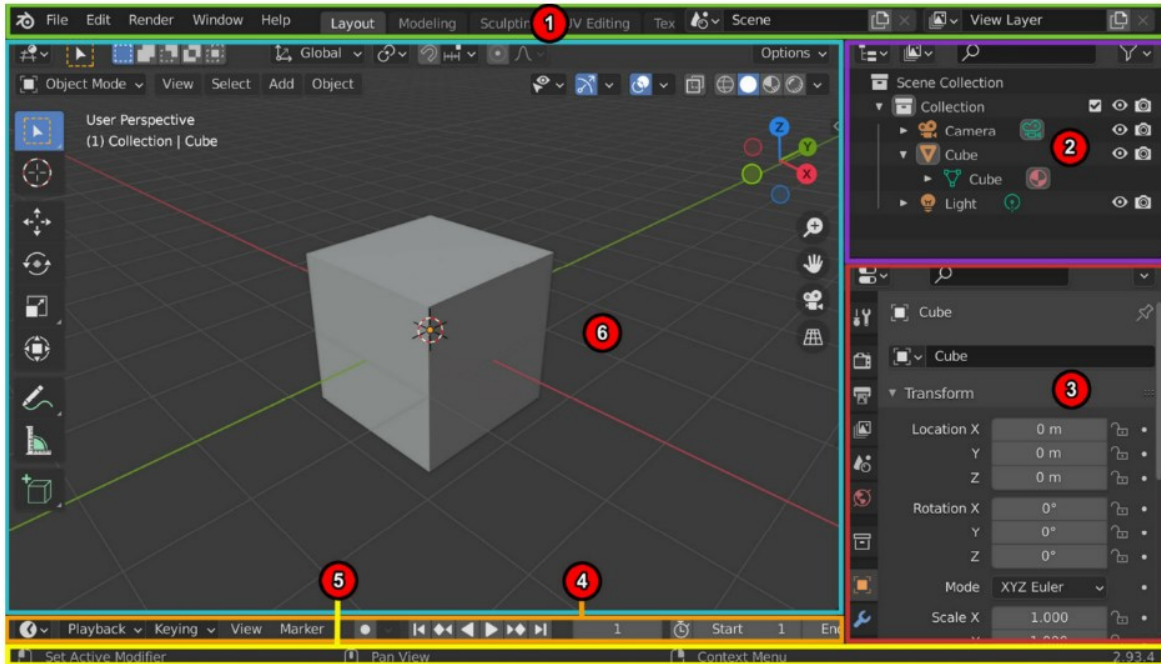 File Edit Render Window Help Layout Modeling Sculptin UV Editing Tex Scene View Layer
1
Global Options
Object Mode View Select Add Object
User Perspective
(1) Collection | Cube
Z
Y
X
6
Scene Collection
Collection
Camera
2
Cube
Cube
Light
Cube
Cube
3
Transform
Location X 0 m
Y 0 m
Z 0 m
Rotation X 0°
Y 0°
Z 0°
Mode XYZ Euler
Scale X 1.000
5 4
Playback Keying View Marker 1 Start 1 End
Set Active Modifier Pan View Context Menu 2.93.4